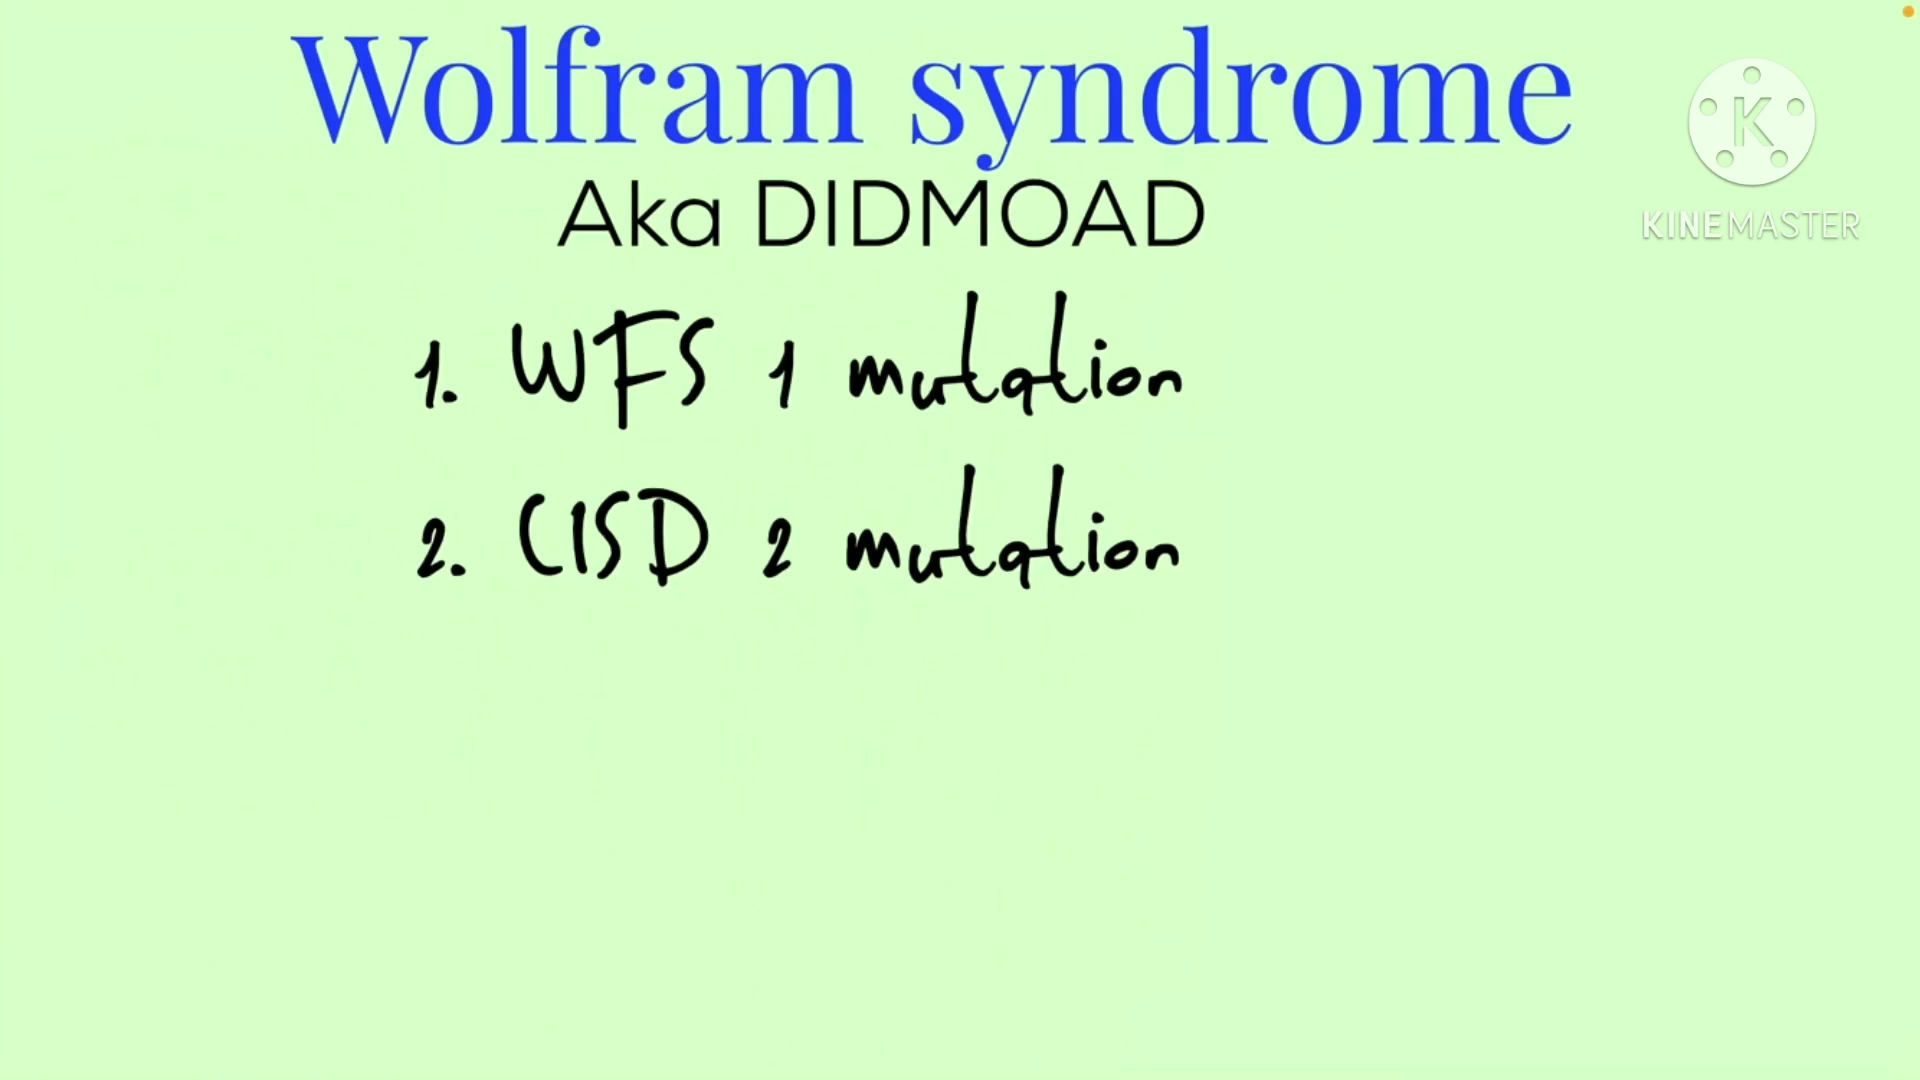 Wolfram syndrome
Aka DIDMOAD
1. WFS 1 mutation
2. CISD 2 mutation
K
KINEMASTER